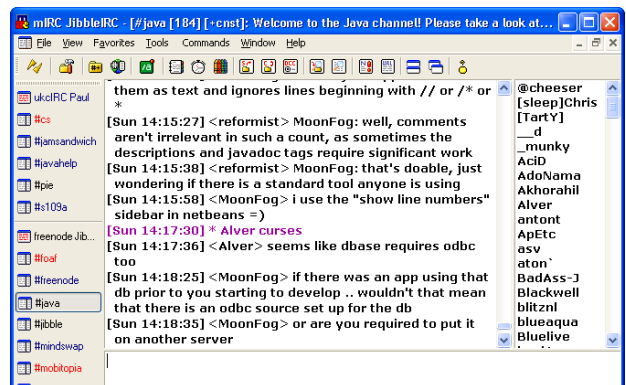 mIRC JibbleIRC - [#java [184] [+cnst]: Welcome to the Java channel! Please take a look at...
File View Favorites Tools Commands Window Help
ukcIRC Paul
#cs
#jamsandwich
#javahelp
#pie
#s109a
freenode Jib...
#foaf
#freenode
#java
#jibble
#mindswap
#mobitopia
them as text and ignores lines beginning with // or /* or
*
[Sun 14:15:27] <reformist> MoonFog: well, comments
aren't irrelevant in such a count, as sometimes the
descriptions and javadoc tags require significant work
[Sun 14:15:38] <reformist> MoonFog: that's doable, just
wondering if there is a standard tool anyone is using
[Sun 14:15:58] <MoonFog> i use the "show line numbers"
sidebar in netbeans =)
[Sun 14:17:30] * Alver curses
[Sun 14:17:36] <Alver> seems like dbase requires odbc
too
[Sun 14:18:25] <MoonFog> if there was an app using that
db prior to you starting to develop .. wouldn't that mean
that there is an odbc source set up for the db
[Sun 14:18:35] <MoonFog> or are you required to put it
on another server
@cheeser
[sleep]Chris
[TartY]
__d
_munky
AciD
AdoNama
Akhorahil
Alver
antont
ApEtc
asv
aton`
BadAss-J
Blackwell
blitznl
blueaqua
Bluelive